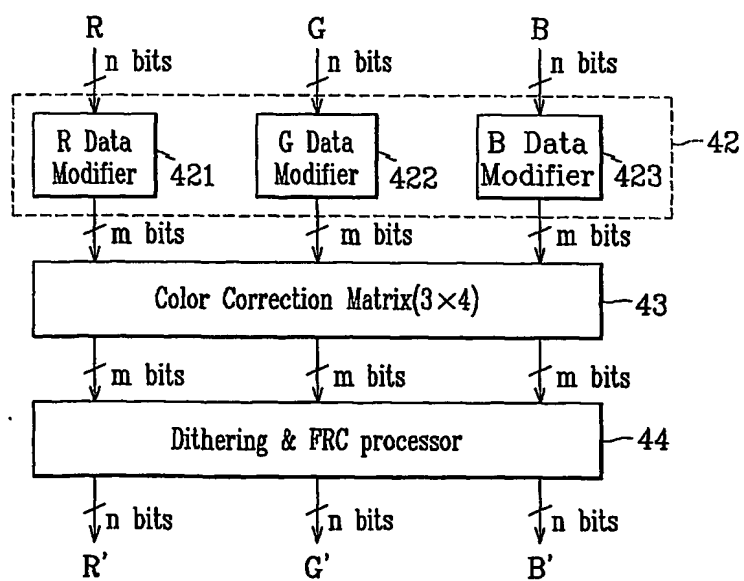 R G B
n bits n bits n bits
R Data Modifier 421 G Data Modifier 422 B Data Modifier 423 42
m bits m bits m bits
Color Correction Matrix(3×4) 43
m bits m bits m bits
Dithering & FRC processor 44
n bits n bits n bits
R' G' B'